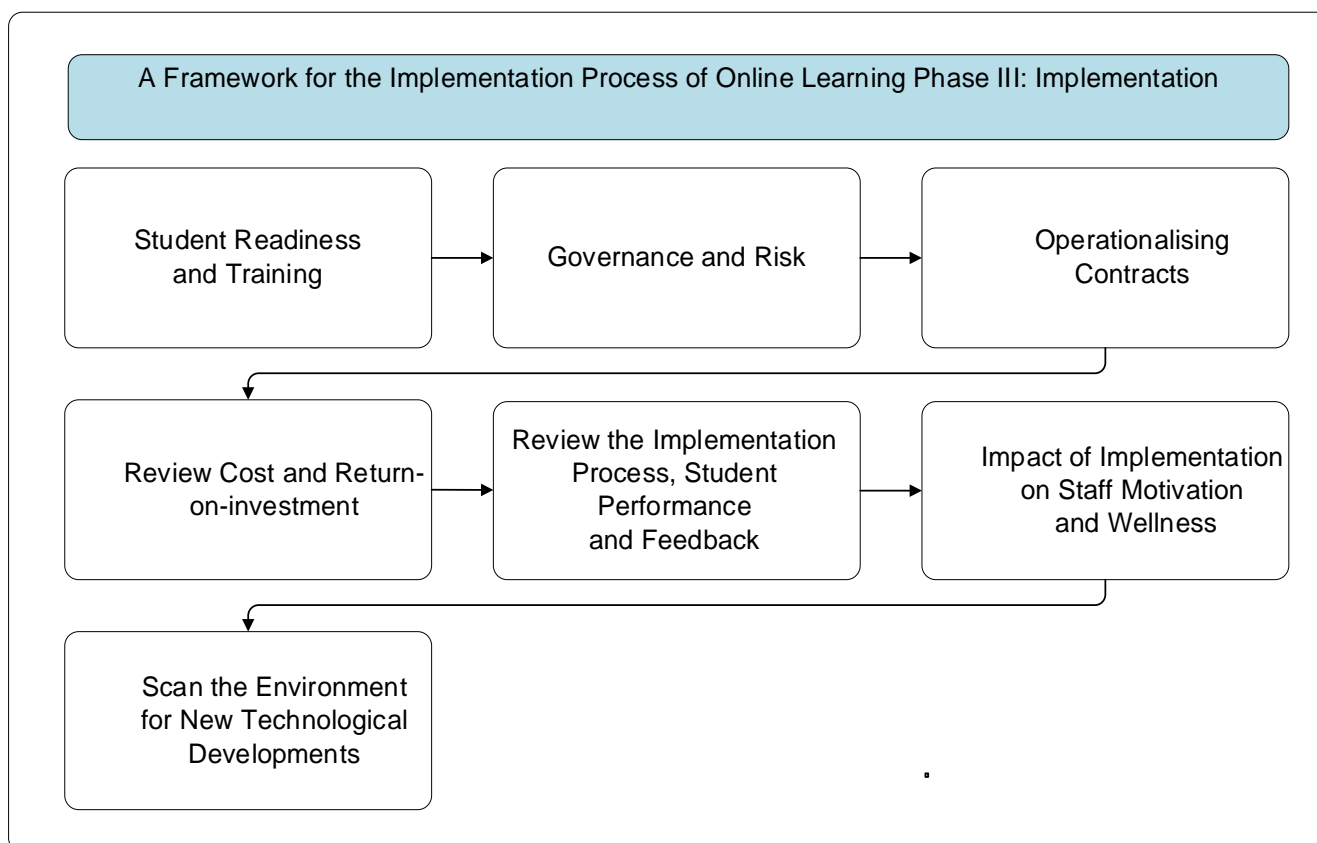 A Framework for the Implementation Process of Online Learning Phase III: Implementation
Student Readiness
and Training
Governance and Risk
Operationalising
Contracts
Review Cost and Return-
on-investment
Review the Implementation
Process, Student
Performance
and Feedback
Impact of Implementation
on Staff Motivation
and Wellness
Scan the Environment
for New Technological
Developments